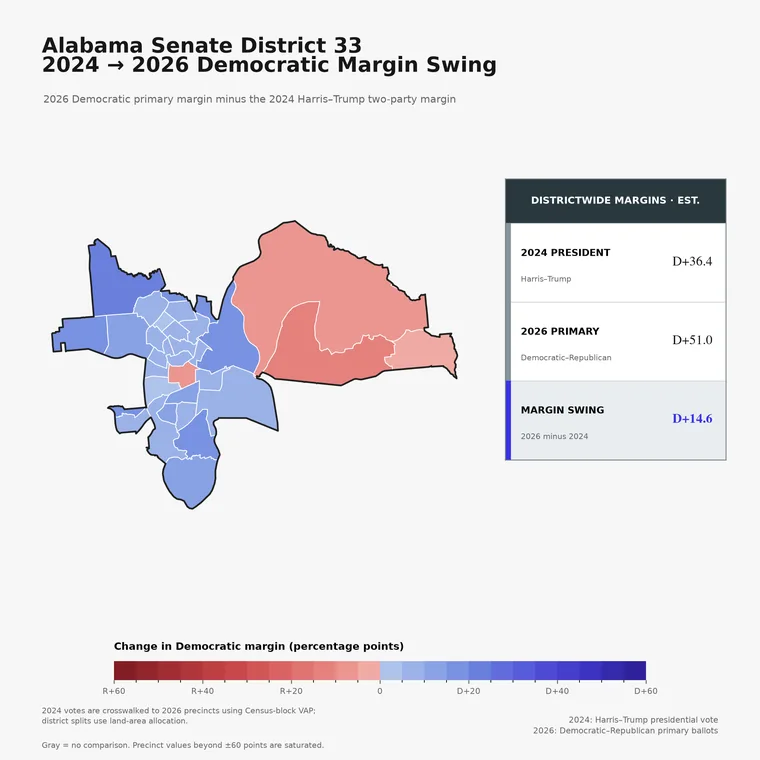 Alabama Senate District 33
2024 → 2026 Democratic Margin Swing
2026 Democratic primary margin minus the 2024 Harris–Trump two-party margin
DISTRICTWIDE MARGINS · EST.
2024 PRESIDENT
D+36.4
Harris–Trump
2026 PRIMARY
D+51.0
Democratic–Republican
MARGIN SWING
D+14.6
2026 minus 2024
Change in Democratic margin (percentage points)
R+60 R+40 R+20 0 D+20 D+40 D+60
2024 votes are crosswalked to 2026 precincts using Census-block VAP;
district splits use land-area allocation.
Gray = no comparison. Precinct values beyond ±60 points are saturated.
2024: Harris–Trump presidential vote
2026: Democratic–Republican primary ballots